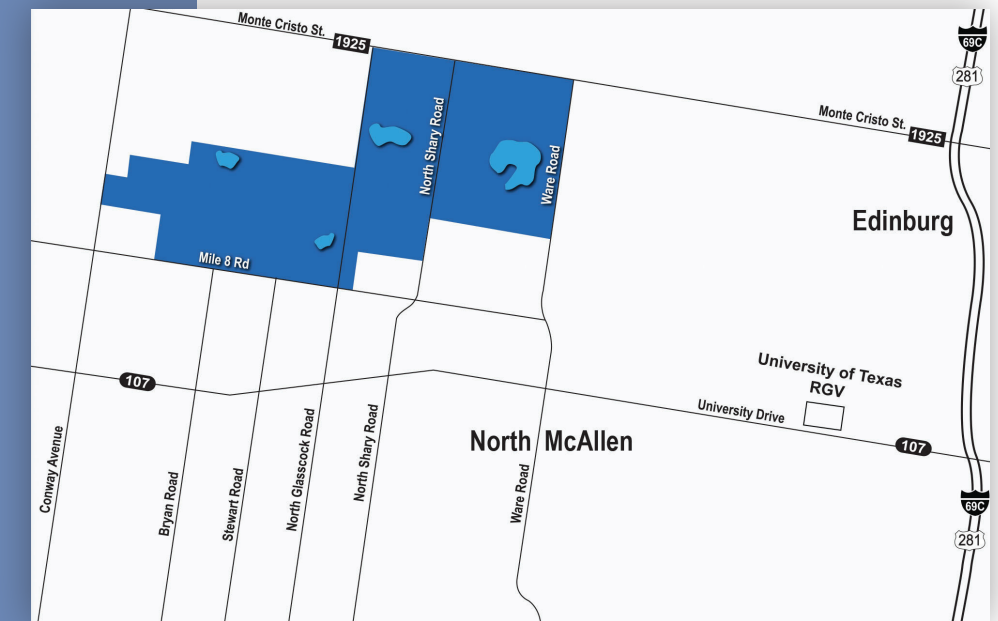 Monte Cristo St.
1925
69C
281
North Shary Road
Ware Road
Monte Cristo St.
1925
Edinburg
Mile 8 Rd
107
University of Texas
RGV
University Drive
107
North McAllen
Conway Avenue
Bryan Road
Stewart Road
North Glasscock Road
North Shary Road
Ware Road
69C
281